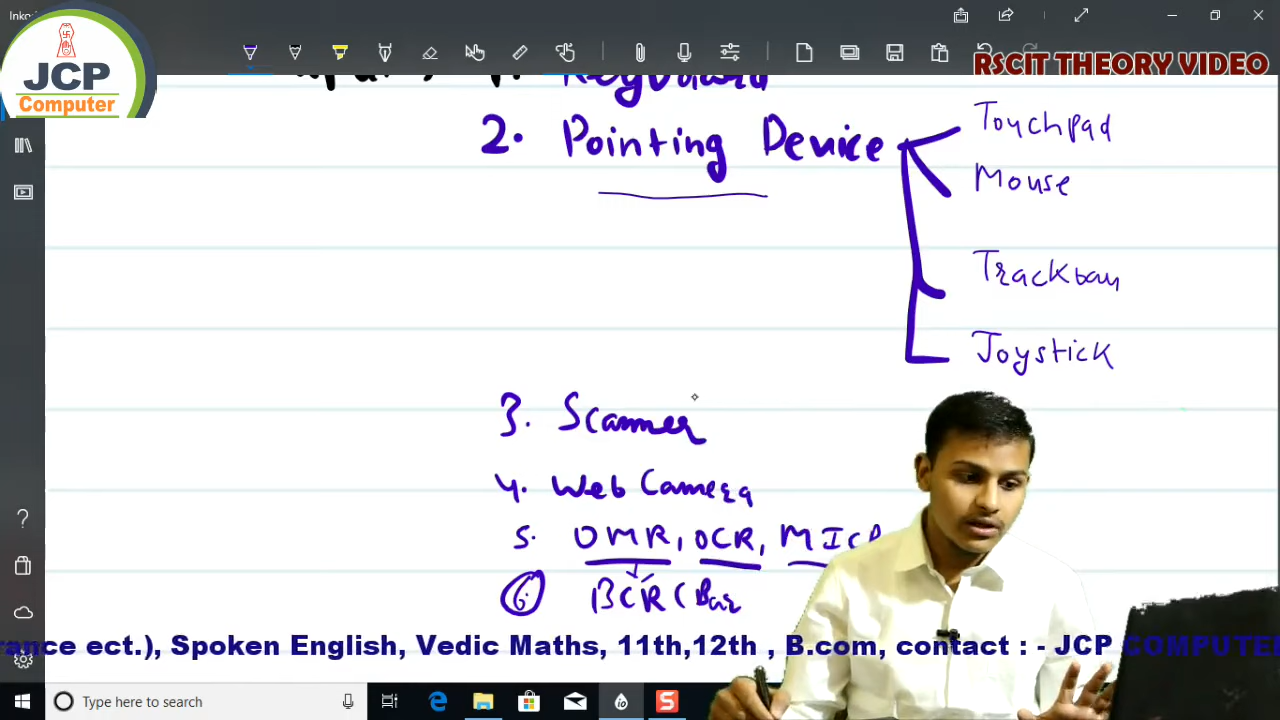 Inko
JCP
Computer
RSCIT THEORY VIDEO
Keyboard
2. Pointing Device
Touchpad
Mouse
Trackball
Joystick
3. Scanner
4. Web Camera
5. OMR, OCR, MICR
6. BCR (Bar
rance ect.), Spoken English, Vedic Maths, 11th,12th , B.com, contact : - JCP COMPUTER
Type here to search